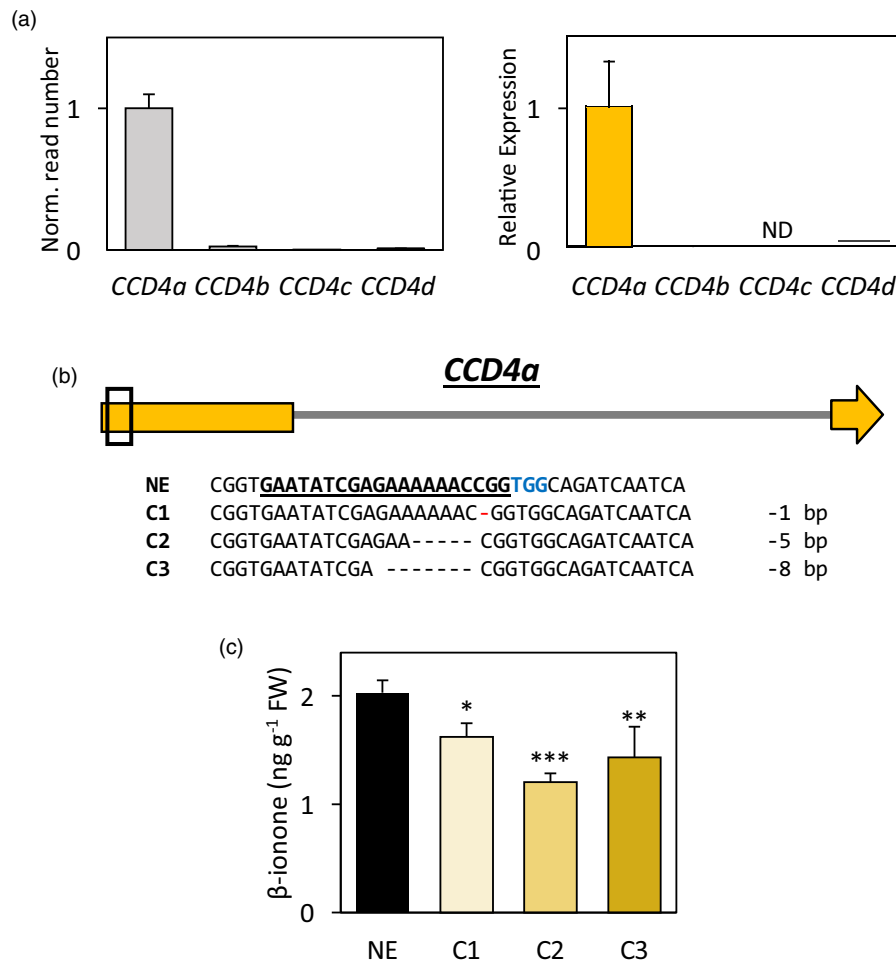 (a)
Norm. read number
1
0
CCD4a CCD4b CCD4c CCD4d
Relative Expression
1
0
ND
CCD4a CCD4b CCD4c CCD4d
(b)
CCD4a
NE CGGTGAATATCGAGAAAAAACCGGTGGCAGATCAATCA
C1 CGGTGAATATCGAGAAAAAAC-GGTGGCAGATCAATCA -1 bp
C2 CGGTGAATATCGAGAA-----CGGTGGCAGATCAATCA -5 bp
C3 CGGTGAATATCGA -------CGGTGGCAGATCAATCA -8 bp
(c)
β-ionone (ng g⁻¹ FW)
2
1
0
*
***
**
NE C1 C2 C3